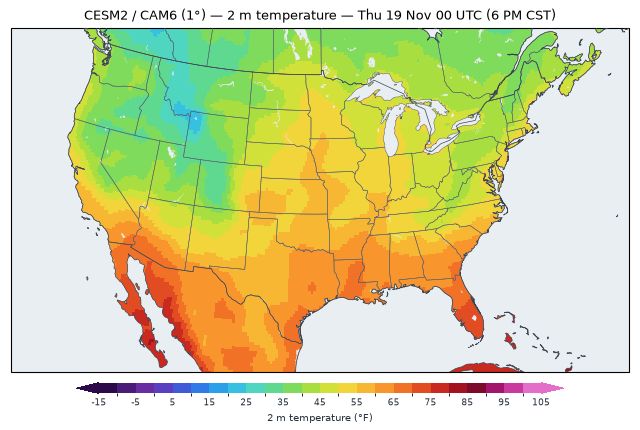 CESM2 / CAM6 (1°) — 2 m temperature — Thu 19 Nov 00 UTC (6 PM CST)
-15 -5 5 15 25 35 45 55 65 75 85 95 105
2 m temperature (°F)